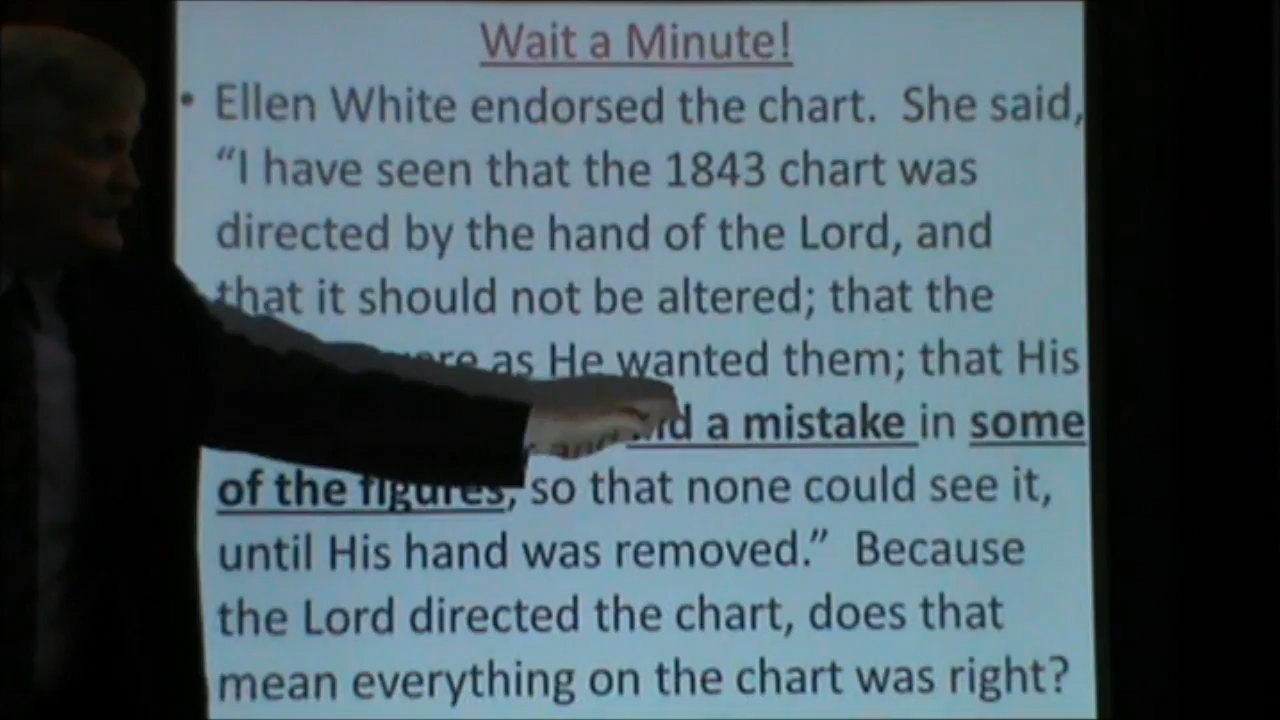 Wait a Minute!
• Ellen White endorsed the chart. She said,
“I have seen that the 1843 chart was
directed by the hand of the Lord, and
that it should not be altered; that the
as He wanted them; that His
a mistake in some
of the figures, so that none could see it,
until His hand was removed.” Because
the Lord directed the chart, does that
mean everything on the chart was right?